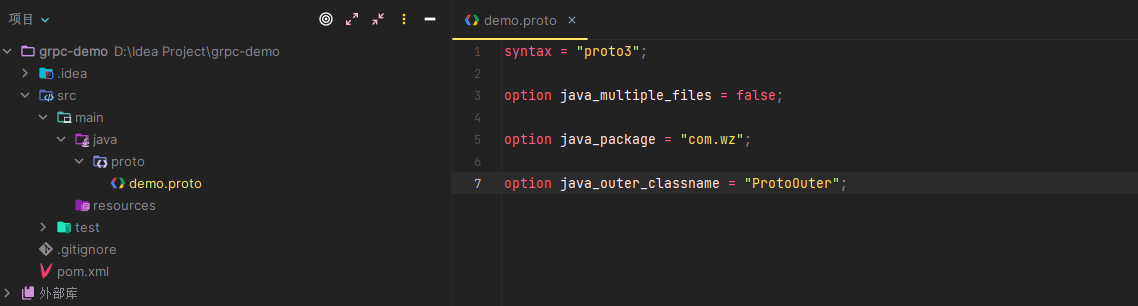 项目
grpc-demo D:\Idea Project\grpc-demo
.idea
src
main
java
proto
demo.proto
resources
test
.gitignore
pom.xml
外部库
demo.proto ×
1 syntax = "proto3";
2
3 option java_multiple_files = false;
4
5 option java_package = "com.wz";
6
7 option java_outer_classname = "ProtoOuter";